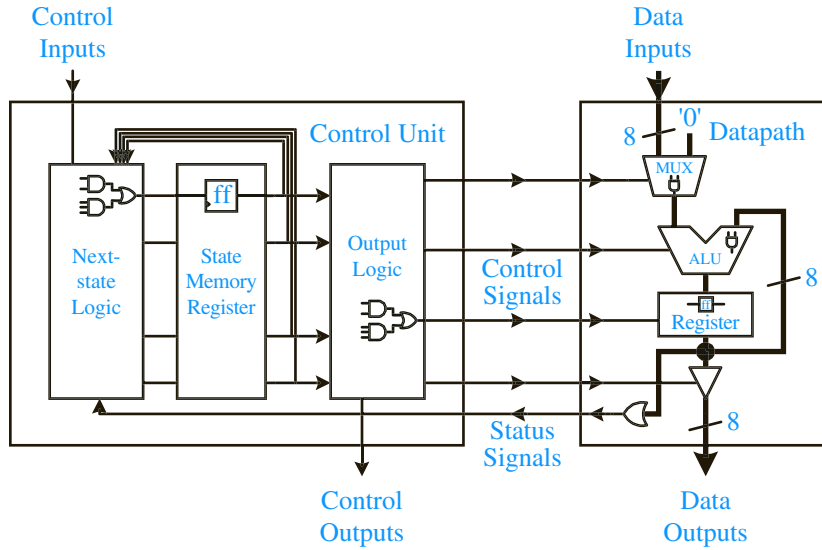 Control
Inputs
Data
Inputs
Control Unit
8
'0'
Datapath
MUX
ff
Next-
state
Logic
State
Memory
Register
Output
Logic
ALU
Control
Signals
8
ff
Register
Status
Signals
8
Control
Outputs
Data
Outputs